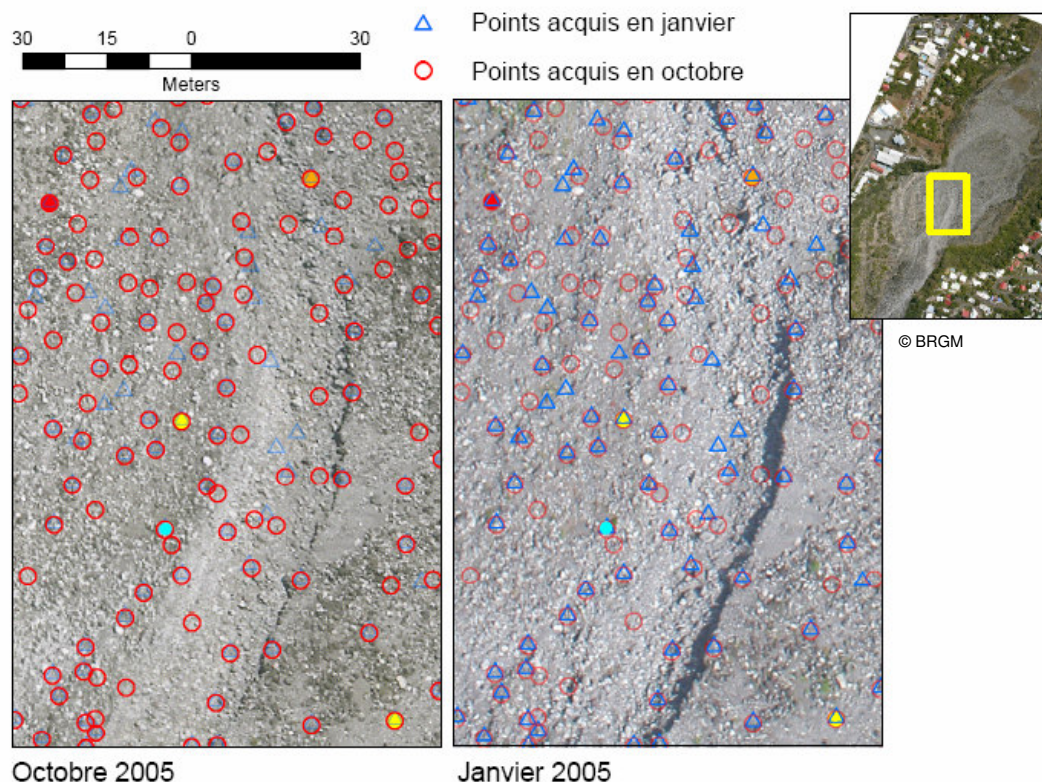 30 15 0 30
Meters
Points acquis en janvier
Points acquis en octobre
© BRGM
Octobre 2005
Janvier 2005